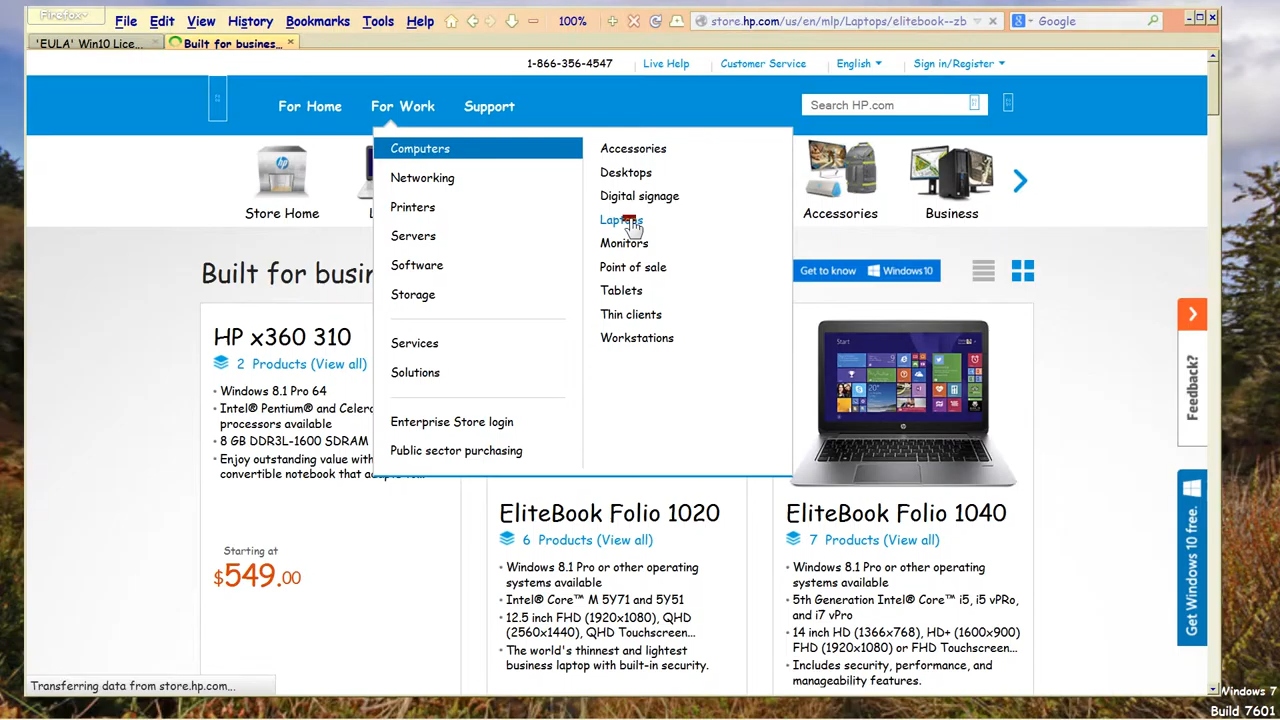 Firefox
File Edit View History Bookmarks Tools Help 100% store.hp.com/us/en/mlp/Laptops/elitebook--zb Google
'EULA' Win10 Lice... Built for busines...
1-866-356-4547 Live Help Customer Service English Sign in/Register
For Home For Work Support Search HP.com
Computers
Networking
Printers
Servers
Software
Storage
Services
Solutions
Enterprise Store login
Public sector purchasing
Accessories
Desktops
Digital signage
Laptops
Monitors
Point of sale
Tablets
Thin clients
Workstations
Store Home L Accessories Business
Built for busin
Get to know Windows10
HP x360 310
2 Products (View all)
• Windows 8.1 Pro 64
• Intel® Pentium® and Celer
processors available
• 8 GB DDR3L-1600 SDRAM
• Enjoy outstanding value with
convertible notebook that
Starting at
$549.00
EliteBook Folio 1020
6 Products (View all)
• Windows 8.1 Pro or other operating
systems available
• Intel® Core™ M 5Y71 and 5Y51
• 12.5 inch FHD (1920x1080), QHD
(2560x1440), QHD Touchscreen...
• The world's thinnest and lightest
business laptop with built-in security.
Start
EliteBook Folio 1040
7 Products (View all)
• Windows 8.1 Pro or other operating
systems available
• 5th Generation Intel® Core™ i5, i5 vPRo,
and i7 vPro
• 14 inch HD (1366x768), HD+ (1600x900)
FHD (1920x1080) or FHD Touchscreen...
• Includes security, performance, and
manageability features.
Feedback?
Get Windows 10 free.
Transferring data from store.hp.com...
Windows 7
Build 7601